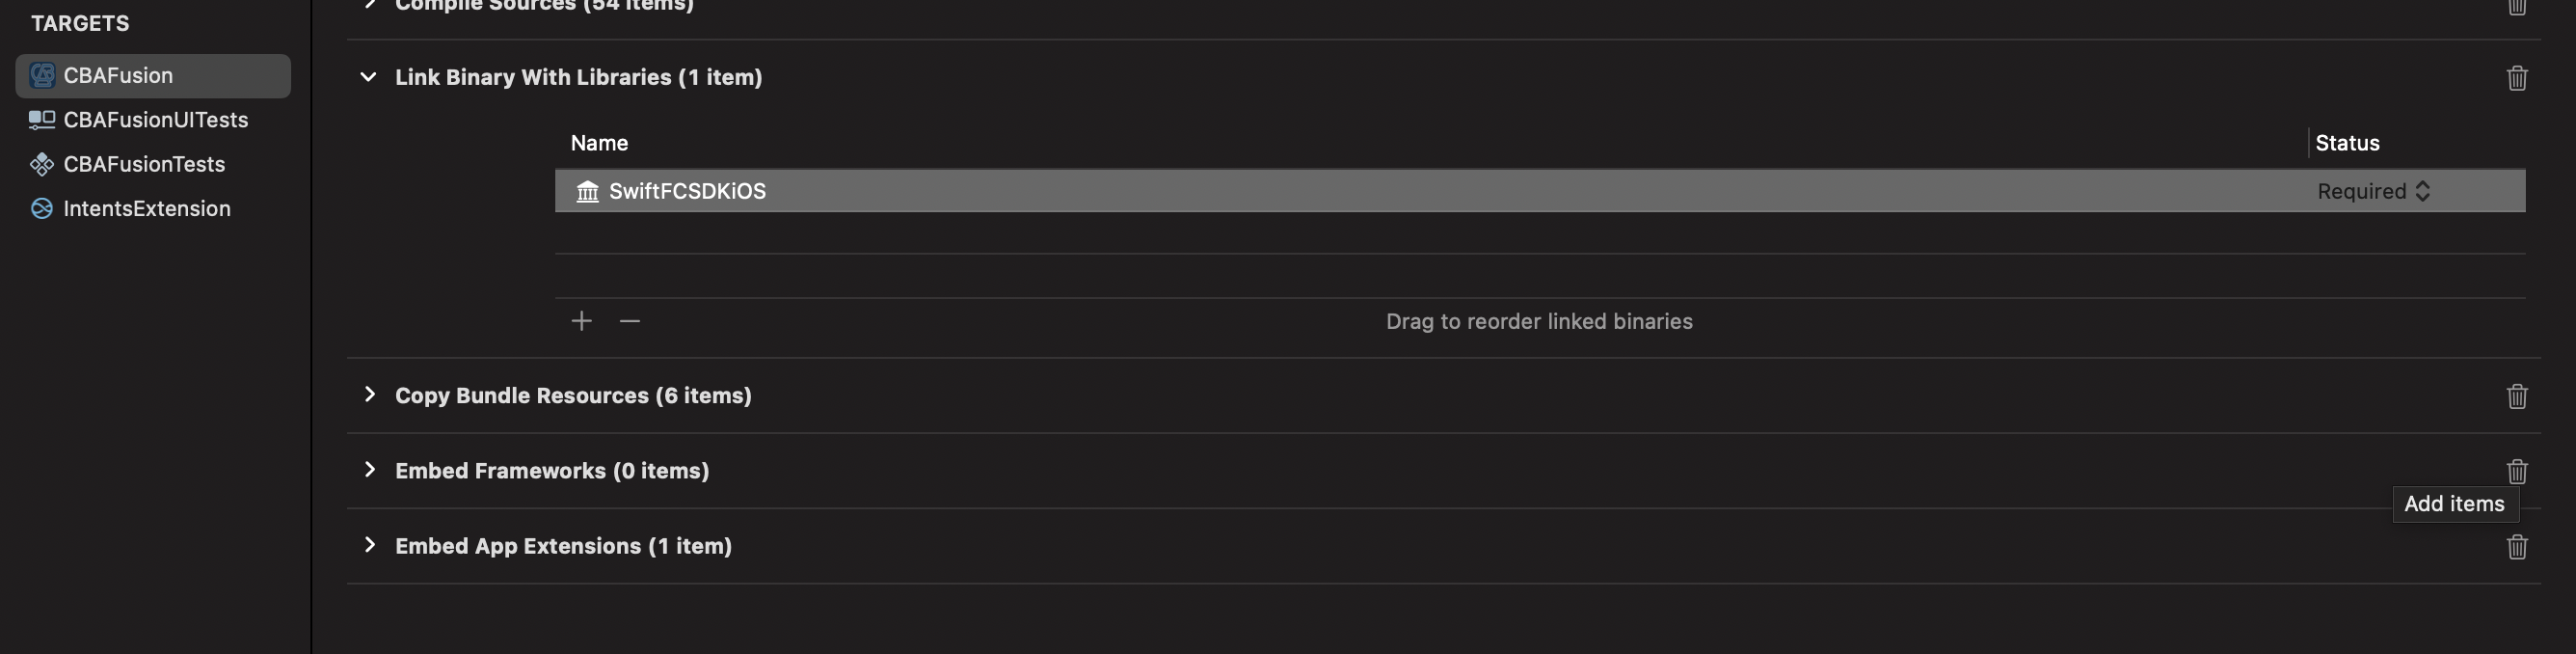 TARGETS
CBAFusion
CBAFusionUITests
CBAFusionTests
IntentsExtension
Compile Sources (54 items)
Link Binary With Libraries (1 item)
Name Status
SwiftFCSDKiOS Required
Drag to reorder linked binaries
Copy Bundle Resources (6 items)
Embed Frameworks (0 items)
Add items
Embed App Extensions (1 item)